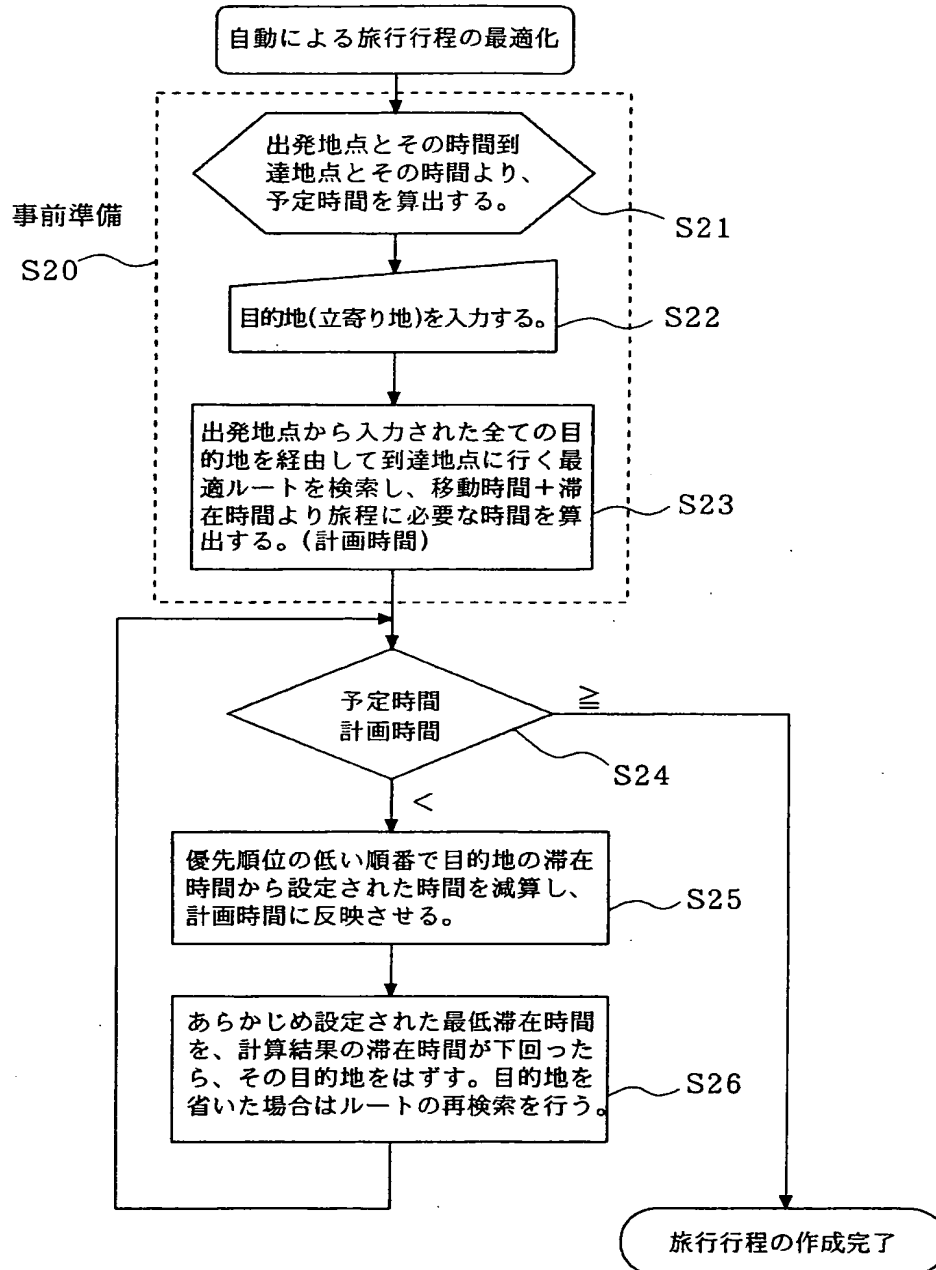 自動による旅行行程の最適化
出発地点とその時間到
達地点とその時間より、
予定時間を算出する。
S21
事前準備
S20
目的地(立寄り地)を入力する。
S22
出発地点から入力された全ての目
的地を経由して到達地点に行く最
適ルートを検索し、移動時間＋滞
在時間より旅程に必要な時間を算
出する。(計画時間)
S23
予定時間
計画時間
≧
S24
＜
優先順位の低い順番で目的地の滞在
時間から設定された時間を減算し、
計画時間に反映させる。
S25
あらかじめ設定された最低滞在時間
を、計算結果の滞在時間が下回った
ら、その目的地をはずす。目的地を
省いた場合はルートの再検索を行う。
S26
旅行行程の作成完了